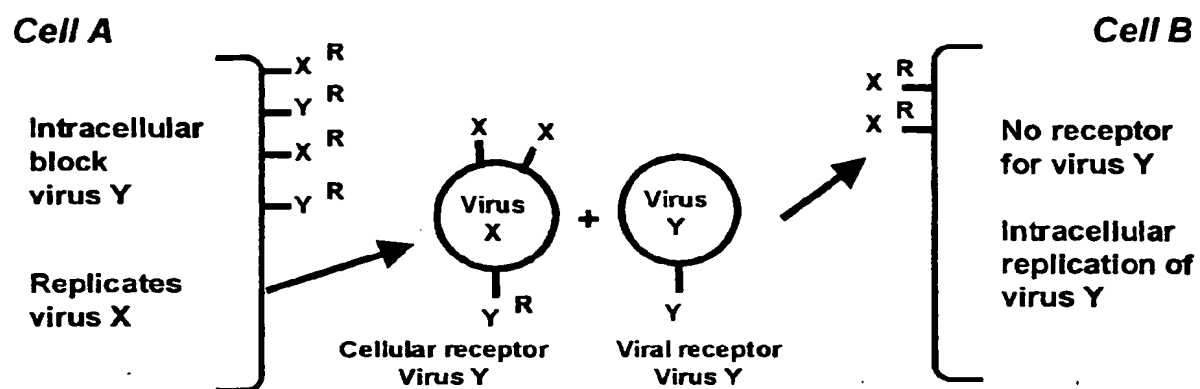 Cell A
Cell B
X R
Y R
X R
Y R
Intracellular
block
virus Y
Replicates
virus X
X X
Virus
X
Y R
Cellular receptor
Virus Y
+
Virus
Y
Y
Viral receptor
Virus Y
X R
X R
No receptor
for virus Y
Intracellular
replication of
virus Y